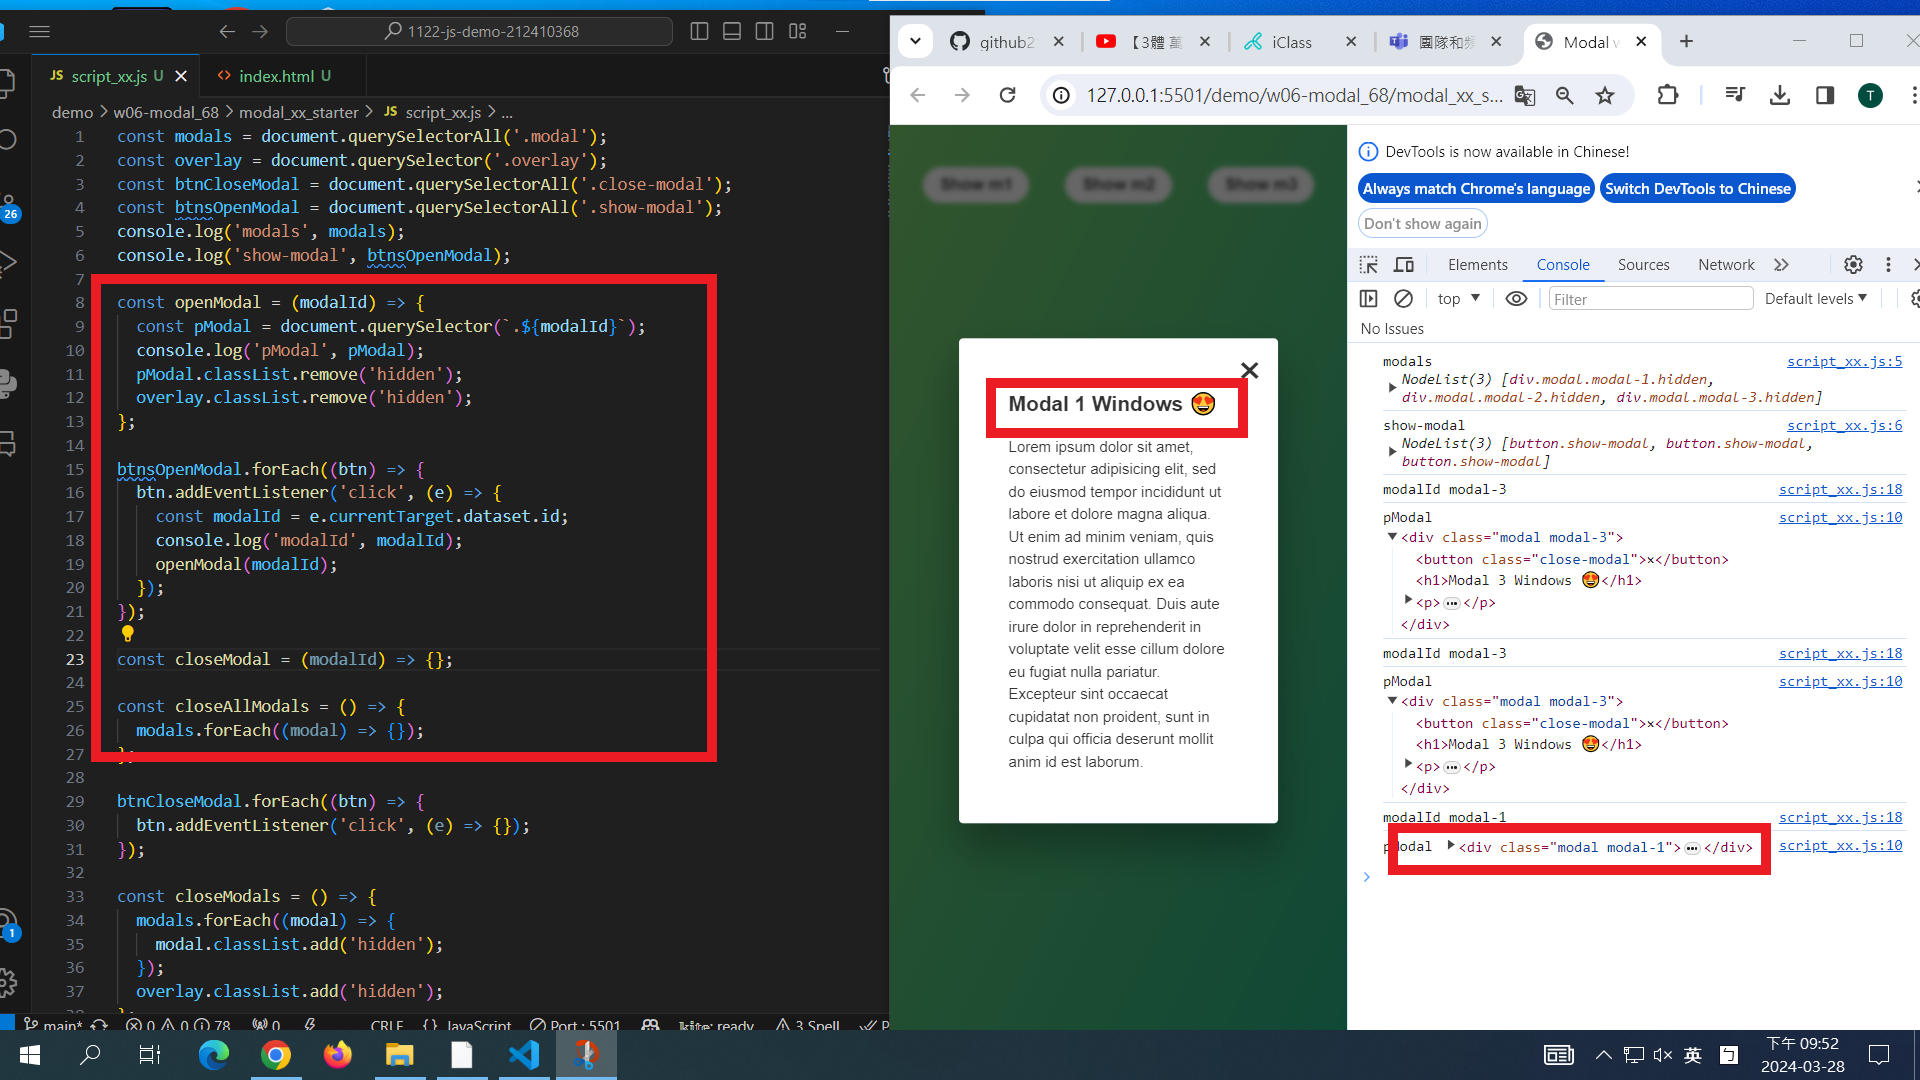 1122-js-demo-212410368
JS script_xx.js U
<> index.html U
demo > w06-modal_68 > modal_xx_starter > JS script_xx.js > ...
1 const modals = document.querySelectorAll('.modal');
2 const overlay = document.querySelector('.overlay');
3 const btnCloseModal = document.querySelectorAll('.close-modal');
4 const btnsOpenModal = document.querySelectorAll('.show-modal');
5 console.log('modals', modals);
6 console.log('show-modal', btnsOpenModal);
7
8 const openModal = (modalId) => {
9 const pModal = document.querySelector(`.${modalId}`);
10 console.log('pModal', pModal);
11 pModal.classList.remove('hidden');
12 overlay.classList.remove('hidden');
13 };
14
15 btnsOpenModal.forEach((btn) => {
16 btn.addEventListener('click', (e) => {
17 const modalId = e.currentTarget.dataset.id;
18 console.log('modalId', modalId);
19 openModal(modalId);
20 });
21 });
22
23 const closeModal = (modalId) => {};
24
25 const closeAllModals = () => {
26 modals.forEach((modal) => {});
27 };
28
29 btnCloseModal.forEach((btn) => {
30 btn.addEventListener('click', (e) => {});
31 });
32
33 const closeModals = () => {
34 modals.forEach((modal) => {
35 modal.classList.add('hidden');
36 });
37 overlay.classList.add('hidden');
26
1
main* 0 0 78 0 CRLF {} JavaScript Port : 5501 kite: ready 3 Spell
github2
【3體
iClass
團隊和頻
Modal w
127.0.0.1:5501/demo/w06-modal_68/modal_xx_s...
T
Show m1
Show m2
Show m3
Modal 1 Windows 😍
Lorem ipsum dolor sit amet,
consectetur adipisicing elit, sed
do eiusmod tempor incididunt ut
labore et dolore magna aliqua.
Ut enim ad minim veniam, quis
nostrud exercitation ullamco
laboris nisi ut aliquip ex ea
commodo consequat. Duis aute
irure dolor in reprehenderit in
voluptate velit esse cillum dolore
eu fugiat nulla pariatur.
Excepteur sint occaecat
cupidatat non proident, sunt in
culpa qui officia deserunt mollit
anim id est laborum.
DevTools is now available in Chinese!
Always match Chrome's language
Switch DevTools to Chinese
Don't show again
Elements Console Sources Network
top Filter Default levels
No Issues
modals script_xx.js:5
NodeList(3) [div.modal.modal-1.hidden,
div.modal.modal-2.hidden, div.modal.modal-3.hidden]
show-modal script_xx.js:6
NodeList(3) [button.show-modal, button.show-modal,
button.show-modal]
modalId modal-3 script_xx.js:18
pModal script_xx.js:10
<div class="modal modal-3">
<button class="close-modal">×</button>
<h1>Modal 3 Windows 😍</h1>
<p>…</p>
</div>
modalId modal-3 script_xx.js:18
pModal script_xx.js:10
<div class="modal modal-3">
<button class="close-modal">×</button>
<h1>Modal 3 Windows 😍</h1>
<p>…</p>
</div>
modalId modal-1 script_xx.js:18
pModal <div class="modal modal-1">…</div> script_xx.js:10
英
下午 09:52
2024-03-28